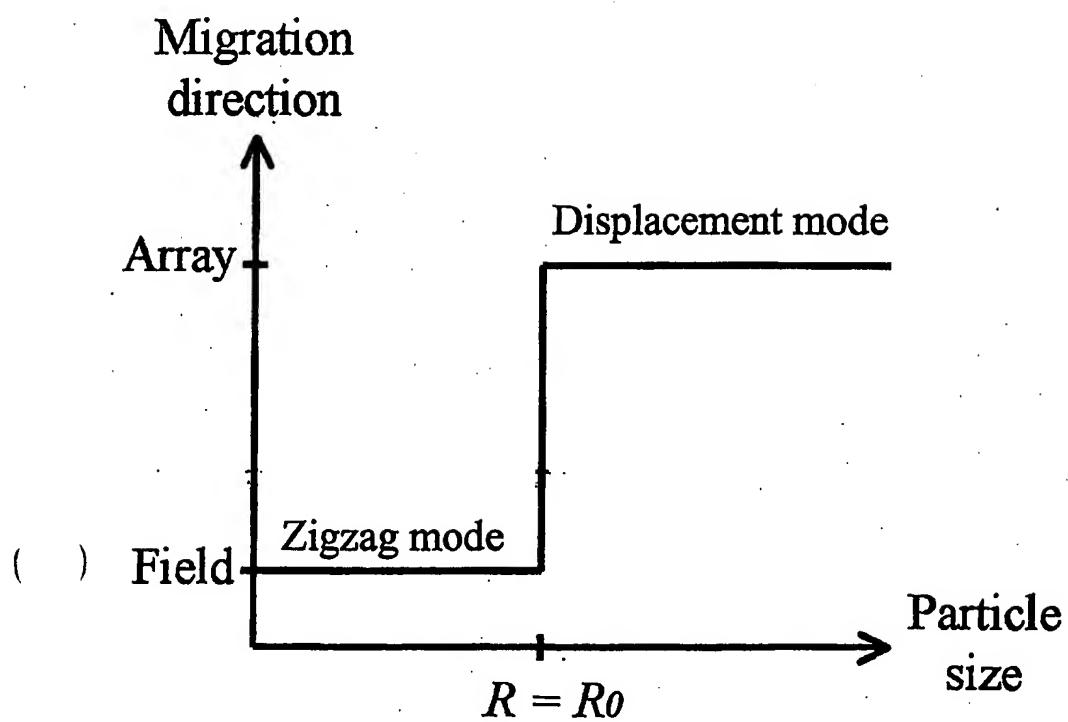 Migration
direction
Displacement mode
Array
Zigzag mode
( ) Field
Particle
size
R = R0